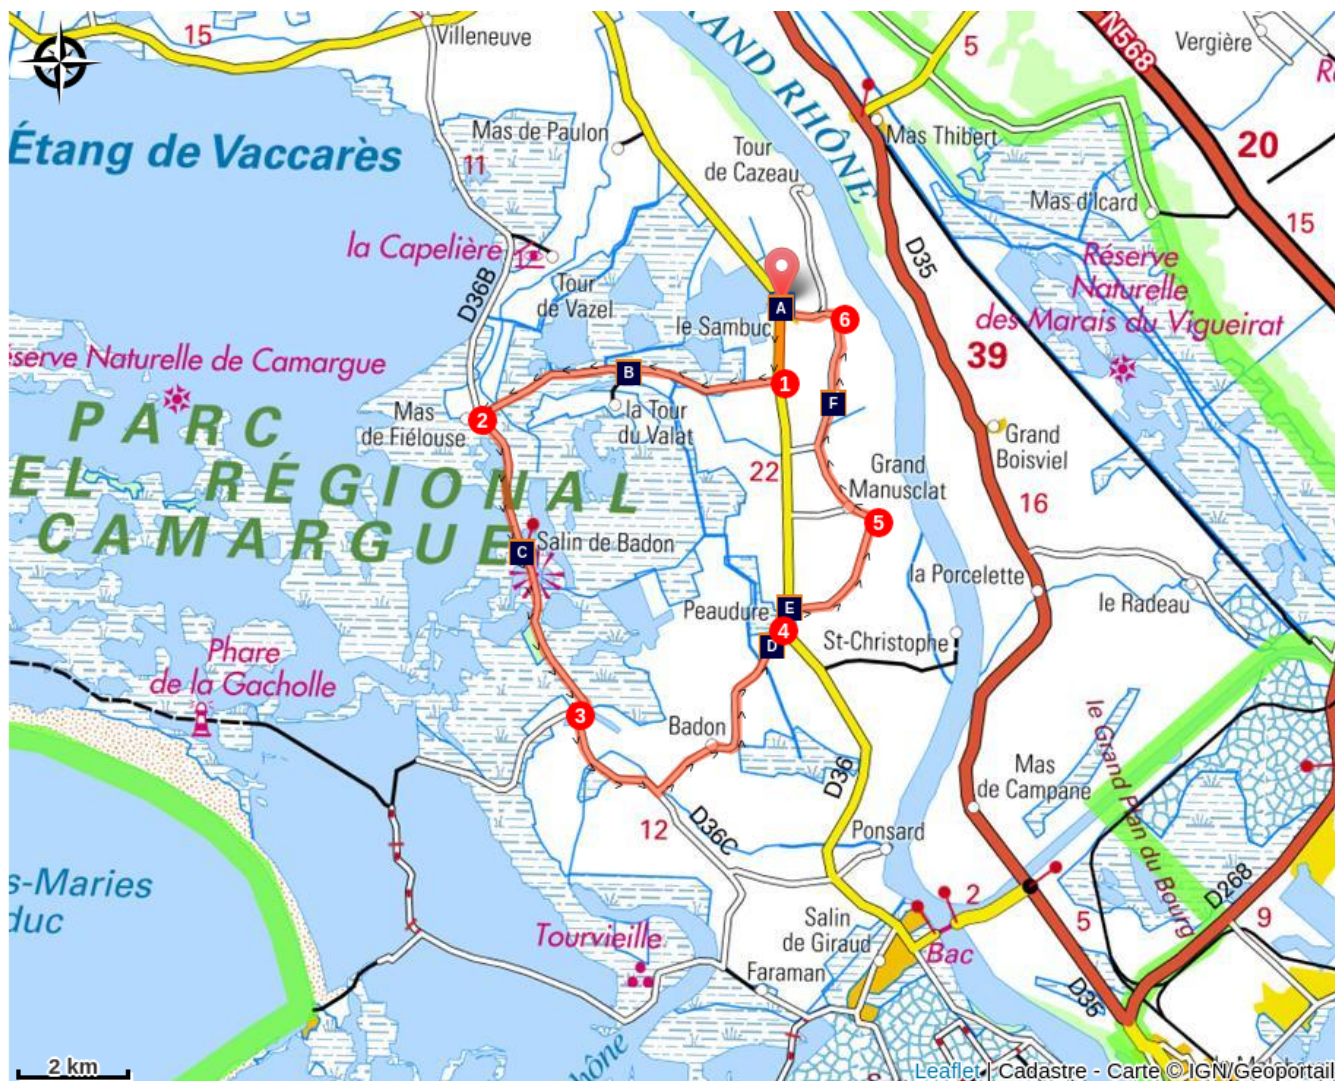 15
Villeneuve
GRAND RHÔNE
5
N568
Vergière
Étang de Vaccarès
11
Mas de Paulon
Tour
de Cazeau
Mas Thibert
20
Mas d'Icard
15
la Capelière
D36B
Tour
de Vazel
A
le Sambuc
6
D35
Réserve
Naturelle
des Marais du Vigueirat
39
éserve Naturelle de Camargue
B
1
F
Mas
de Fiélouse
2
la Tour
du Valat
PARC
EL RÉGIONAL
CAMARGUE
22
Grand
Manusclat
5
Grand
Boisviel
16
C
Salin de Badon
la Porcelette
le Radeau
Peaudure
E
4
D
St-Christophe
Phare
de la Gacholle
3
Badon
D36
Mas
de Campane
le Grand Plan du Bourg
12
D36C
Ponsard
s-Maries
duc
Salin
de Giraud
2
Bac
5
D268
9
Tourvieille
Faraman
D35
hône
2 km
Leaflet | Cadastre - Carte © IGN/Geoportail